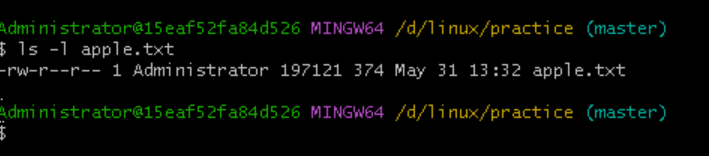 Administrator@15eaf52fa84d526 MINGW64 /d/linux/practice (master)
$ ls -l apple.txt
-rw-r--r-- 1 Administrator 197121 374 May 31 13:32 apple.txt
Administrator@15eaf52fa84d526 MINGW64 /d/linux/practice (master)
$